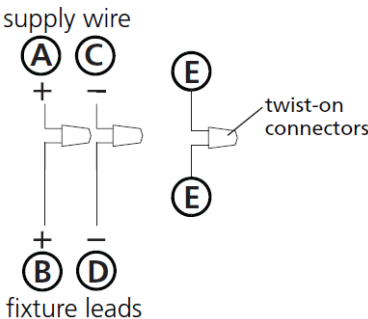 supply wire
A C
E
+ −
twist-on
connectors
E
+ −
B D
fixture leads